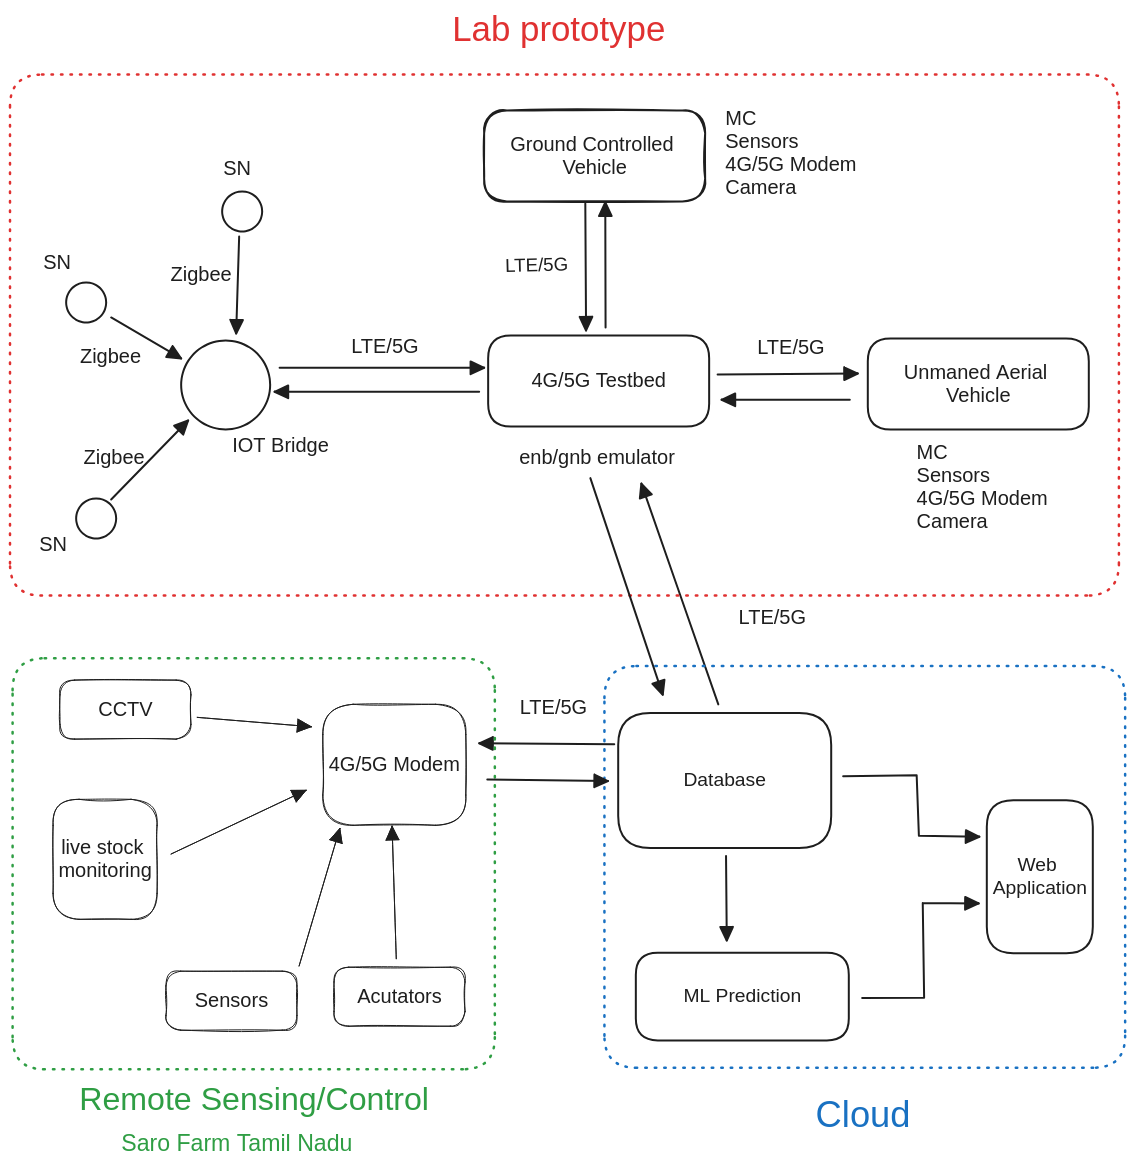 Lab prototype
Ground Controlled
Vehicle
MC
Sensors
4G/5G Modem
Camera
SN
SN
Zigbee
LTE/5G
Zigbee
LTE/5G
LTE/5G
4G/5G Testbed
Unmaned Aerial
Vehicle
IOT Bridge
Zigbee
enb/gnb emulator
MC
Sensors
4G/5G Modem
Camera
SN
LTE/5G
CCTV
LTE/5G
4G/5G Modem
Database
live stock
monitoring
Web
Application
Sensors
Acutators
ML Prediction
Remote Sensing/Control
Saro Farm Tamil Nadu
Cloud